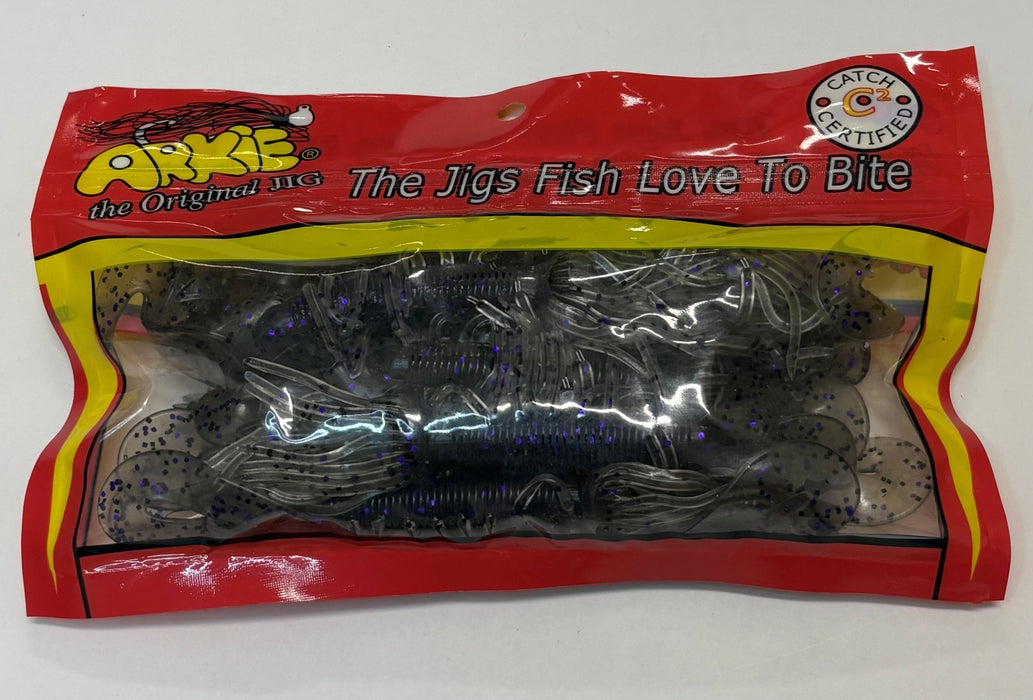 ARKIE®
the Original JIG
The Jigs Fish Love To Bite
CATCH
C²
CERTIFIED